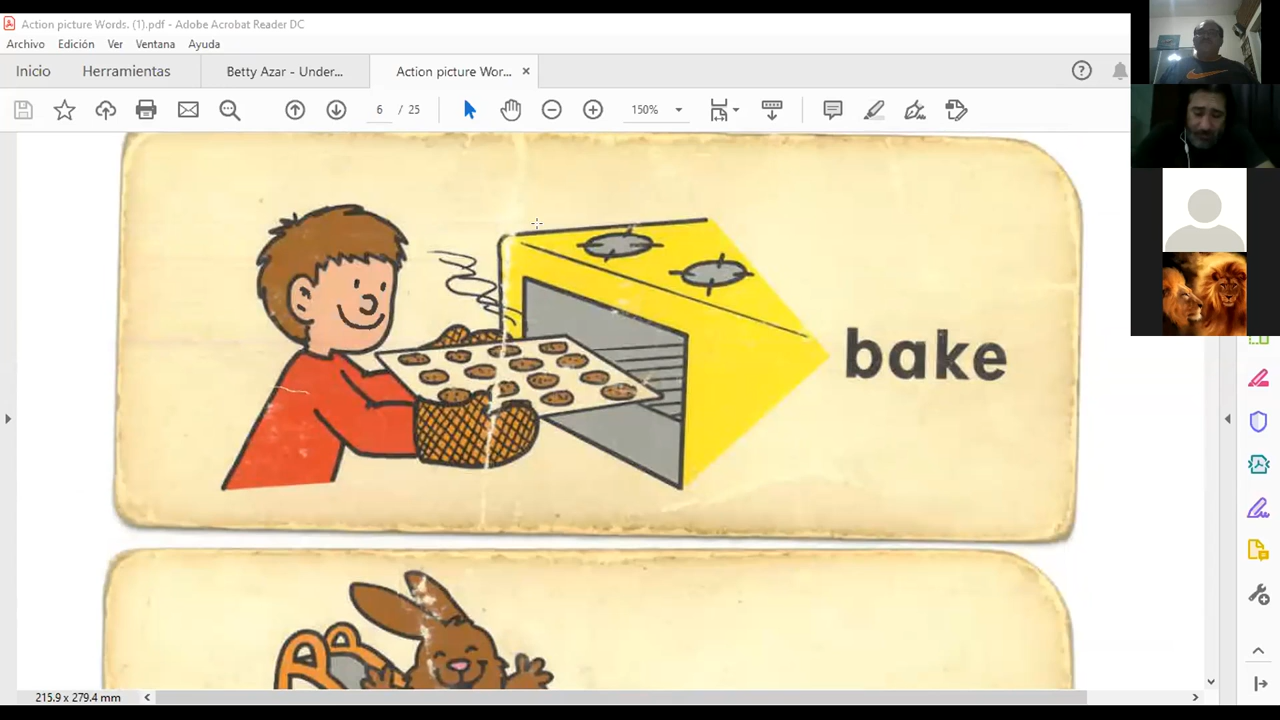 Action picture Words. (1).pdf - Adobe Acrobat Reader DC
Archivo Edición Ver Ventana Ayuda
Inicio Herramientas Betty Azar - Under... Action picture Wor... ×
6 / 25 150%
bake
215.9 x 279.4 mm